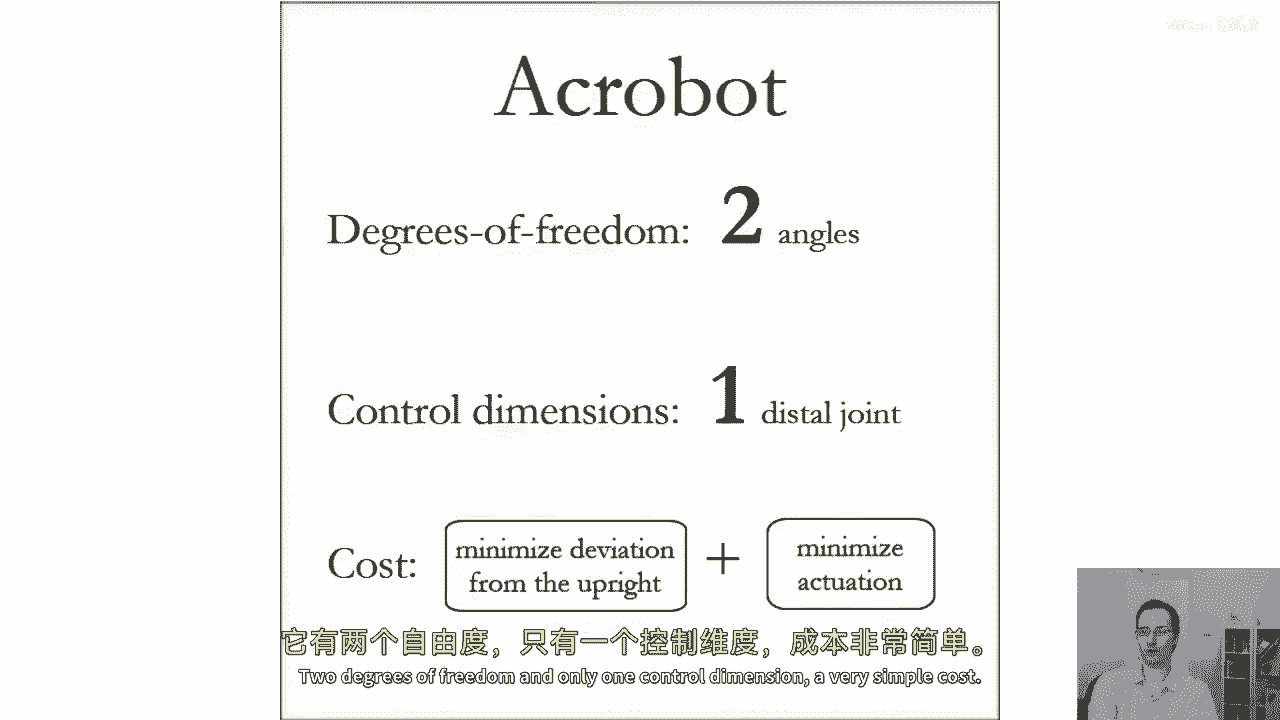 Acrobot
Degrees-of-freedom: 2 angles
Control dimensions: 1 distal joint
Cost:
minimize deviation
from the upright
+
minimize
actuation
它有两个自由度，只有一个控制维度，成本非常简单。
Two degrees of freedom and only one control dimension, a very simple cost.